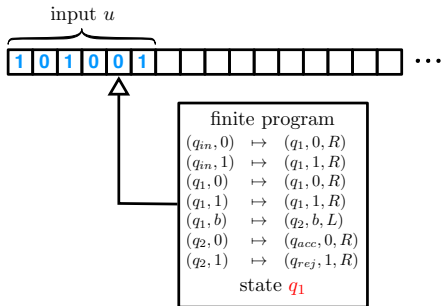 input u
1 0 1 0 0 1 ...
finite program
(q_in, 0) ↦ (q_1, 0, R)
(q_in, 1) ↦ (q_1, 1, R)
(q_1, 0) ↦ (q_1, 0, R)
(q_1, 1) ↦ (q_1, 1, R)
(q_1, b) ↦ (q_2, b, L)
(q_2, 0) ↦ (q_acc, 0, R)
(q_2, 1) ↦ (q_rej, 1, R)
state q_1